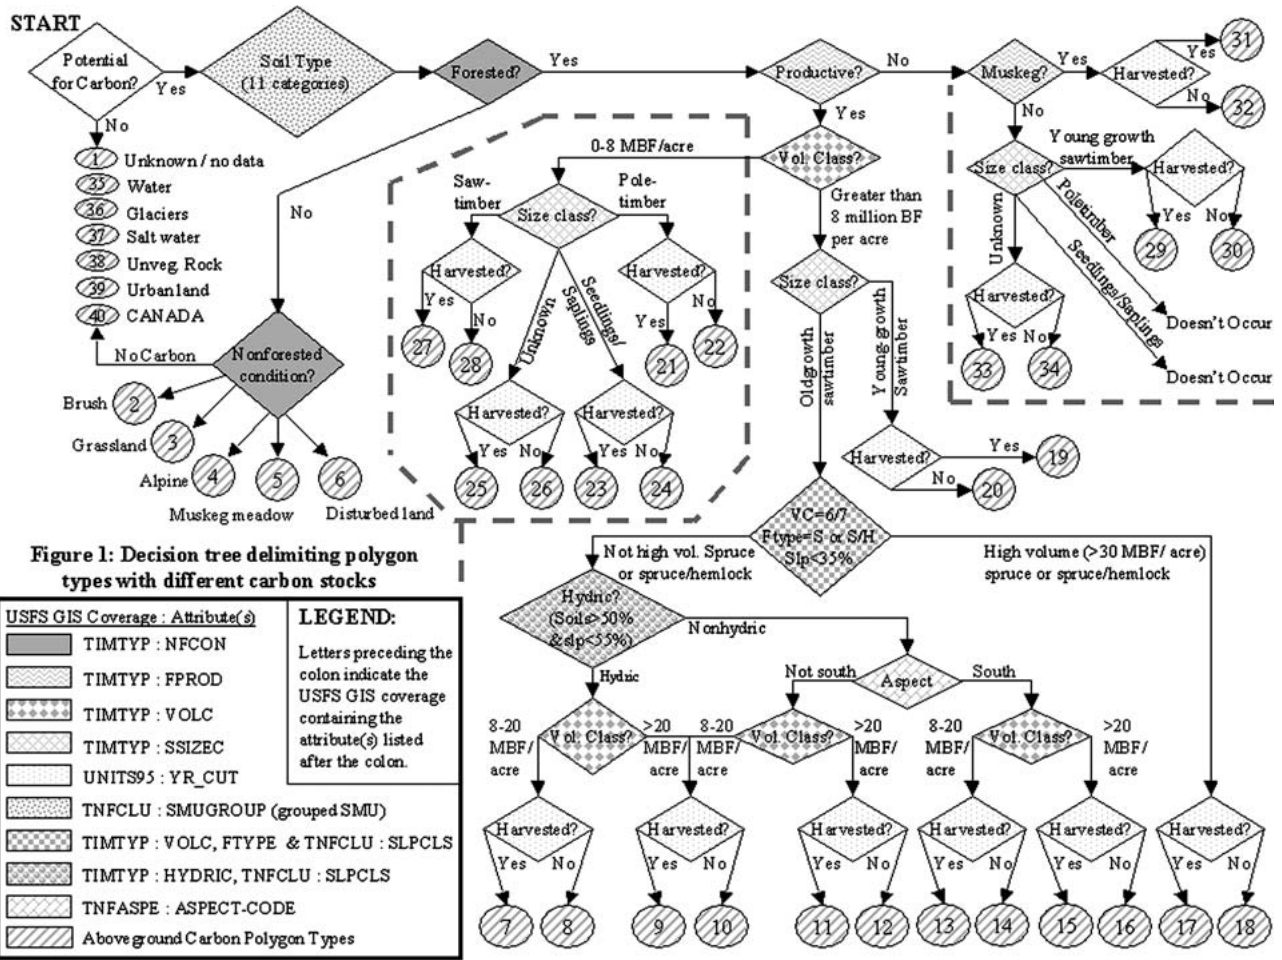 START
Potential
for Carbon?
Yes
No
Soil Type
(11 categories)
Forested?
Yes
No
Productive?
No
Yes
Muskeg?
Yes
No
Harvested?
Yes
31
No
32
1 Unknown / no data
35 Water
36 Glaciers
37 Salt water
38 Unveg. Rock
39 Urban land
40 CANADA
No Carbon
Nonforested
condition?
Brush 2
Grassland 3
Alpine 4
5
Muskeg meadow
6
Disturbed land
0-8 MBF/acre
Vol. Class?
Greater than
8 million BF
per acre
Saw-
timber
Size class?
Pole-
timber
Harvested?
Yes
No
27
28
Unknown
Seedlings/
Saplings
Harvested?
Yes
No
21
22
Harvested?
Yes No
25
26
Harvested?
Yes No
23
24
Size class?
Oldgrowth
sawtimber
Young growth
Sawtimber
Harvested?
Yes
19
No
20
Size class?
Young growth
sawtimber
Harvested?
Yes No
29
30
Unknown
Poletimber
Seedlings/Saplings
Harvested?
Yes No
33
34
Doesn't Occur
Doesn't Occur
VC=6/7
Ftype=S or S/H
Slp<35%
Not high vol. Spruce
or spruce/hemlock
High volume (>30 MBF/ acre)
spruce or spruce/hemlock
Hydric?
(Soils>50%
&slp<55%)
Nonhydric
Hydric
Not south
Aspect
South
8-20
MBF/
acre
Vol. Class?
>20
MBF/
acre
8-20
MBF/
acre
Vol. Class?
>20
MBF/
acre
8-20
MBF/
acre
Vol. Class?
>20
MBF/
acre
Harvested?
Yes No
7
8
Harvested?
Yes No
9
10
Harvested?
Yes No
11
12
Harvested?
Yes No
13
14
Harvested?
Yes No
15
16
Harvested?
Yes No
17
18
Figure 1: Decision tree delimiting polygon
types with different carbon stocks
USFS GIS Coverage : Attribute(s)
TIMTYP : NFCON
TIMTYP : FPROD
TIMTYP : VOLC
TIMTYP : SSIZEC
UNITS95 : YR_CUT
TNFCLU : SMUGROUP (grouped SMU)
TIMTYP : VOLC, FTYPE & TNFCLU : SLPCLS
TIMTYP : HYDRIC, TNFCLU : SLPCLS
TNFASPE : ASPECT-CODE
Aboveground Carbon Polygon Types
LEGEND:
Letters preceding the
colon indicate the
USFS GIS coverage
containing the
attribute(s) listed
after the colon.